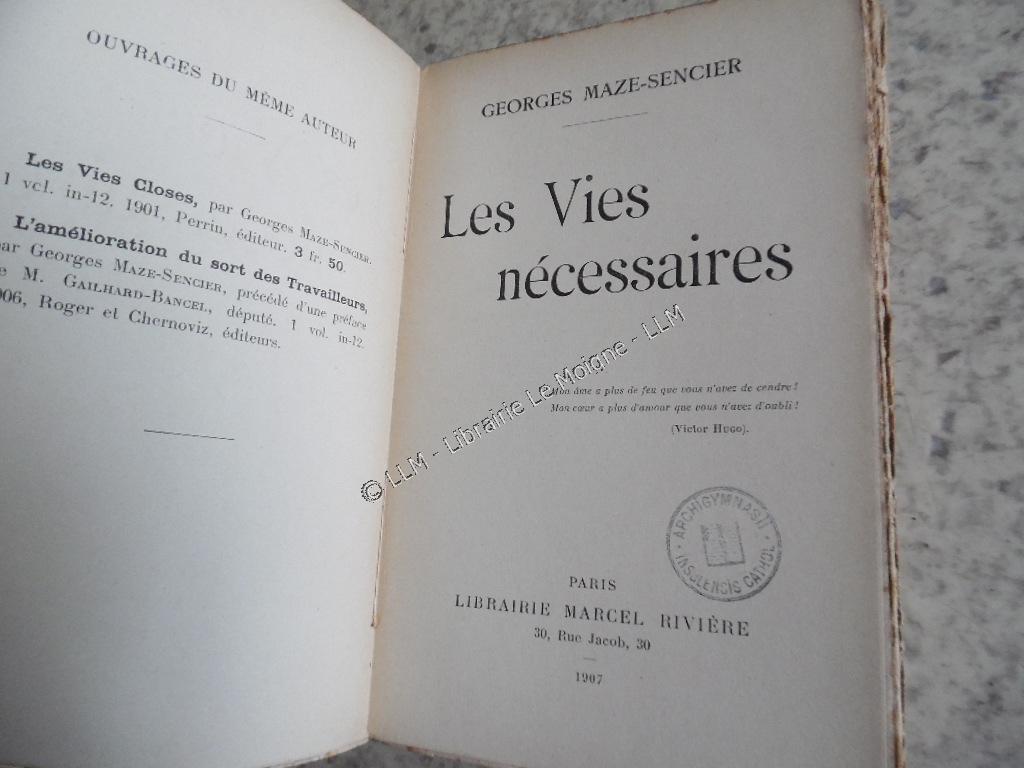 OUVRAGES DU MÊME AUTEUR
Les Vies Closes, par Georges MAZE-SENCIER.
1 vol. in-12. 1901, Perrin, éditeur. 3 fr. 50.
L'amélioration du sort des Travailleurs,
par Georges MAZE-SENCIER, précédé d'une préface
M. GAILHARD-BANCEL, député. 1 vol. in-12.
Roger et Chernoviz, éditeurs.
GEORGES MAZE-SENCIER
Les Vies
nécessaires
Mon âme a plus de feu que vous n'avez de cendre !
Mon cœur a plus d'amour que vous n'avez d'oubli !
(Victor HUGO).
ARCHIGYMNASII
INSULENSIS CATHOL
PARIS
LIBRAIRIE MARCEL RIVIÈRE
30, Rue Jacob, 30
1907
© LLM - Librairie Le Moigne - LLM